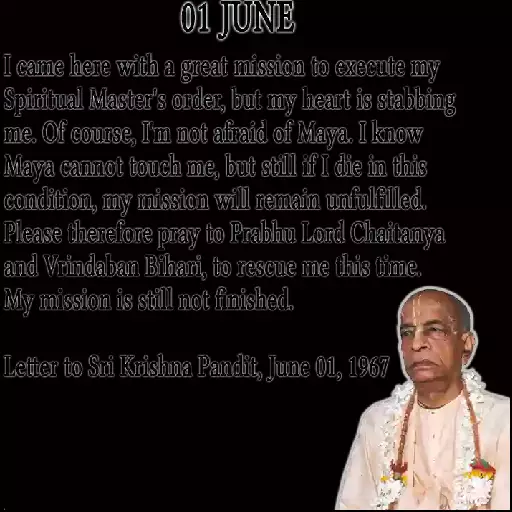 01 JUNE
I came here with a great mission to execute my
Spiritual Master's order, but my heart is stabbing
me. Of course, I'm not afraid of Maya. I know
Maya cannot touch me, but still if I die in this
condition, my mission will remain unfulfilled.
Please therefore pray to Prabhu Lord Chaitanya
and Vrindaban Bihari, to rescue me this time.
My mission is still not finished.
Letter to Sri Krishna Pandit, June 01, 1967